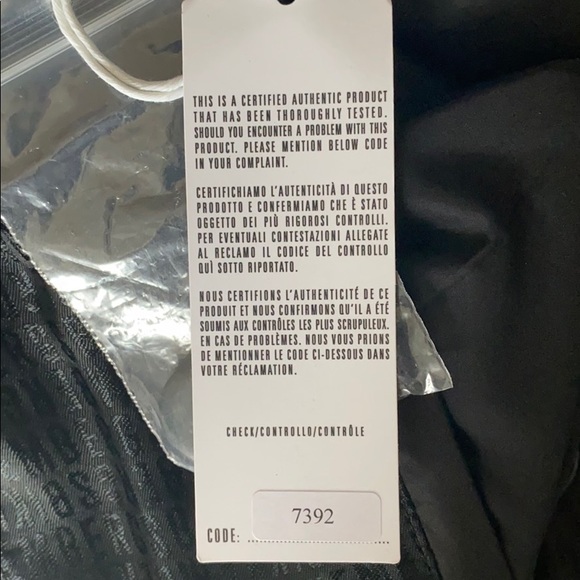 THIS IS A CERTIFIED AUTHENTIC PRODUCT
THAT HAS BEEN THOROUGHLY TESTED.
SHOULD YOU ENCOUNTER A PROBLEM WITH THIS
PRODUCT. PLEASE MENTION BELOW CODE
IN YOUR COMPLAINT.
CERTIFICHIAMO L'AUTENTICITÀ DI QUESTO
PRODOTTO E CONFERMIAMO CHE È STATO
OGGETTO DEI PIÙ RIGOROSI CONTROLLI.
PER EVENTUALI CONTESTAZIONI ALLEGATE
AL RECLAMO IL CODICE DEL CONTROLLO
QUÌ SOTTO RIPORTATO.
NOUS CERTIFIONS L'AUTHENTICITÉ DE CE
PRODUIT ET NOUS CONFIRMONS QU'IL A ÉTÉ
SOUMIS AUX CONTRÔLES LES PLUS SCRUPULEUX.
EN CAS DE PROBLÈMES. NOUS VOUS PRIONS
DE MENTIONNER LE CODE CI-DESSOUS DANS
VOTRE RÉCLAMATION.
CHECK/CONTROLLO/CONTRÔLE
7392
CODE: